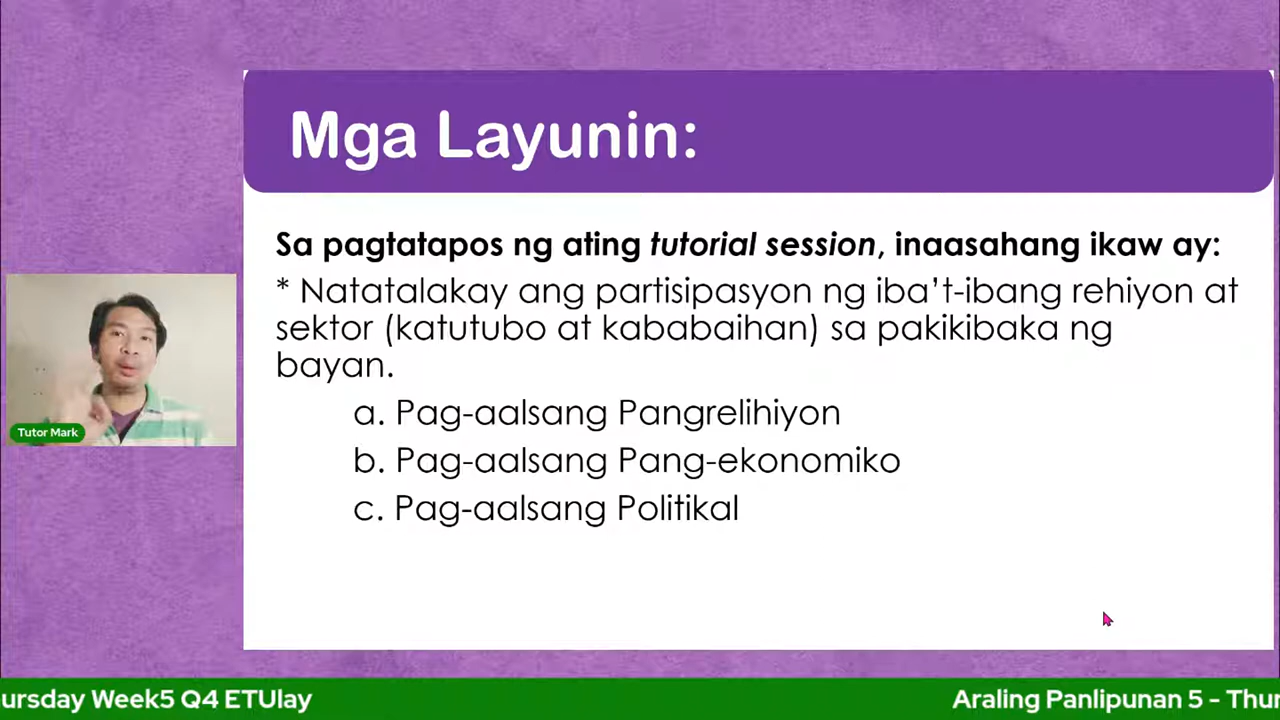 Mga Layunin:
Sa pagtatapos ng ating tutorial session, inaasahang ikaw ay:
* Natatalakay ang partisipasyon ng iba't-ibang rehiyon at
sektor (katutubo at kababaihan) sa pakikibaka ng
bayan.
a. Pag-aalsang Pangrelihiyon
b. Pag-aalsang Pang-ekonomiko
c. Pag-aalsang Politikal
Tutor Mark
ursday Week5 Q4 ETUlay
Araling Panlipunan 5 - Thur